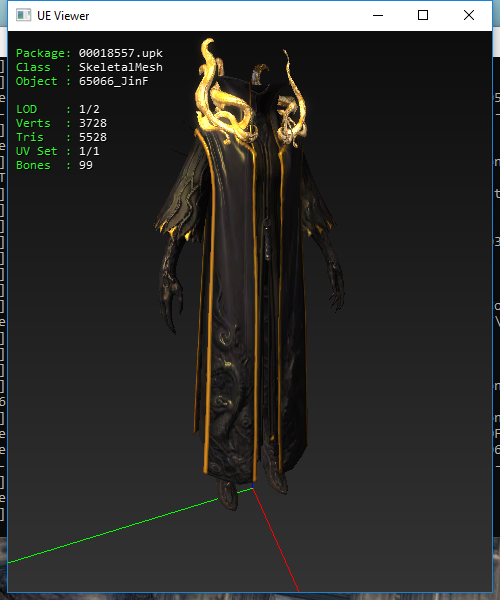 UE Viewer
Package: 00018557.upk
Class  : SkeletalMesh
Object : 65066_JinF
LOD    : 1/2
Verts  : 3728
Tris   : 5528
UV Set : 1/1
Bones  : 99